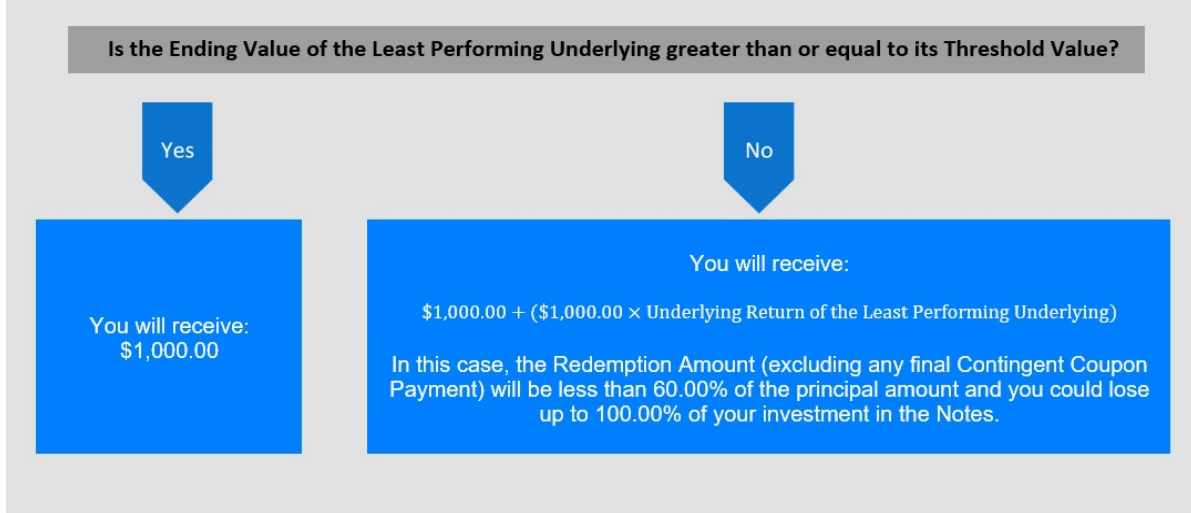 Is the Ending Value of the Least Performing Underlying greater than or equal to its Threshold Value?
Yes
No
You will receive:
$1,000.00
You will receive:
$1,000.00 + ($1,000.00 × Underlying Return of the Least Performing Underlying)
In this case, the Redemption Amount (excluding any final Contingent Coupon
Payment) will be less than 60.00% of the principal amount and you could lose
up to 100.00% of your investment in the Notes.